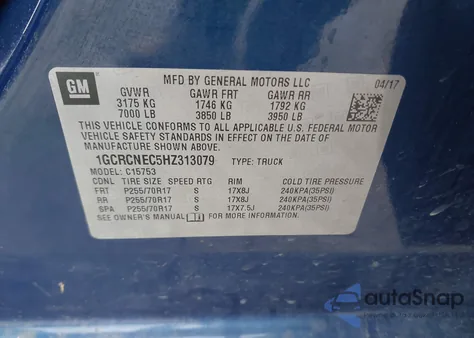 GM
MFD BY GENERAL MOTORS LLC
04/17
GVWR GAWR FRT GAWR RR
3175 KG 1746 KG 1792 KG
7000 LB 3850 LB 3950 LB
THIS VEHICLE CONFORMS TO ALL APPLICABLE U.S. FEDERAL MOTOR
VEHICLE SAFETY STANDARDS IN EFFECT ON THE DATE OF
MANUFACTURE SHOWN ABOVE.
1GCRCNEC5HZ313079 TYPE: TRUCK
MODEL: C15753
CDNL TIRE SIZE SPEED RTG RIM COLD TIRE PRESSURE
FRT P255/70R17 S 17X8J 240KPA(35PSI)
RR P255/70R17 S 17X8J 240KPA(35PSI)
SPA P255/70R17 S 17X7.5J 240KPA(35PSI)
SEE OWNER'S MANUAL FOR MORE INFORMATION.
autoSnap